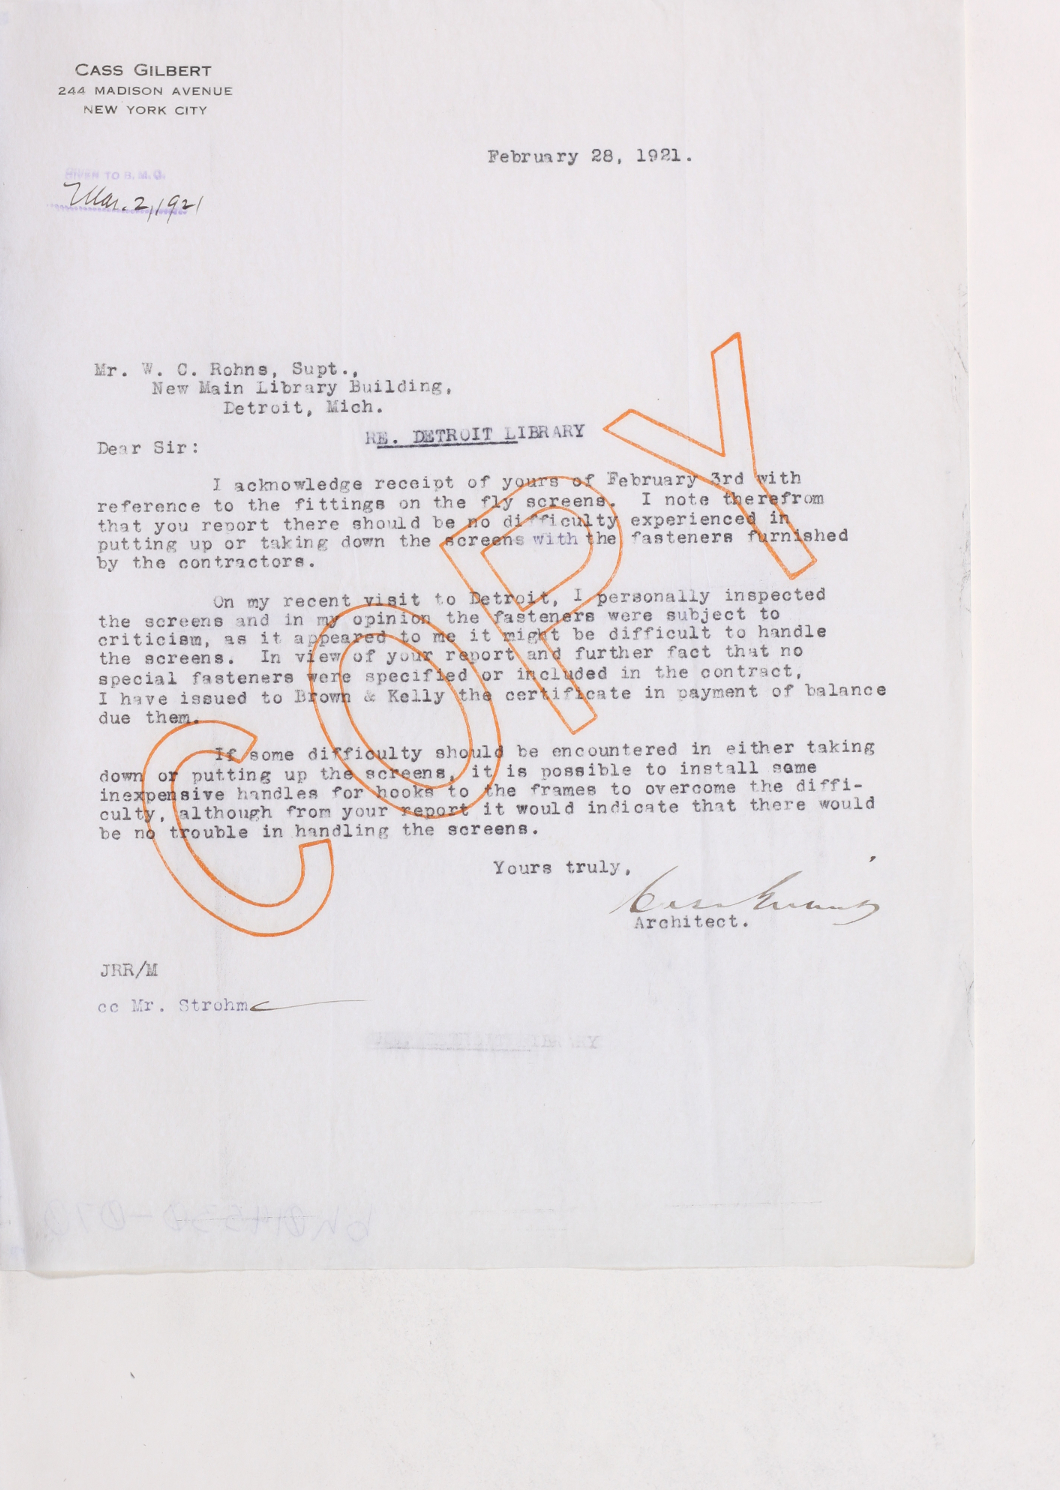 CASS GILBERT
244 MADISON AVENUE
NEW YORK CITY
February 28, 1921.
Mar. 2, 1921
Mr. W. C. Rohns, Supt.,
New Main Library Building,
Detroit, Mich.
RE. DETROIT LIBRARY
Dear Sir:
I acknowledge receipt of yours of February 3rd with
reference to the fittings on the fly screens. I note therefrom
that you report there should be no difficulty experienced in
putting up or taking down the screens with the fasteners furnished
by the contractors.
On my recent visit to Detroit, I personally inspected
the screens and in my opinion the fasteners were subject to
criticism, as it appeared to me it might be difficult to handle
the screens. In view of your report and further fact that no
special fasteners were specified or included in the contract,
I have issued to Brown & Kelly the certificate in payment of balance
due them.
If some difficulty should be encountered in either taking
down or putting up the screens, it is possible to install some
inexpensive handles for hooks to the frames to overcome the diffi-
culty, although from your report it would indicate that there would
be no trouble in handling the screens.
Yours truly,
Cass Gilbert
Architect.
JRR/M
cc Mr. Strohm
COPY